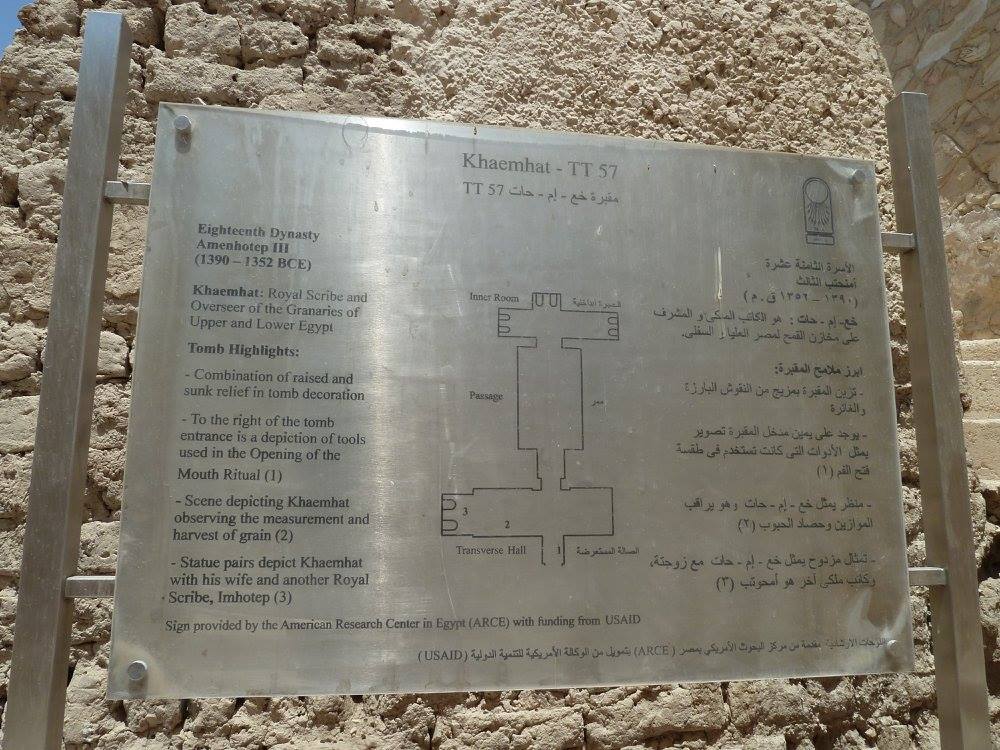 Khaemhat - TT 57
مقبرة خع - إم - حات TT 57
Eighteenth Dynasty
Amenhotep III
(1390 – 1352 BCE)
Khaemhat: Royal Scribe and
Overseer of the Granaries of
Upper and Lower Egypt
Tomb Highlights:
- Combination of raised and
sunk relief in tomb decoration
- To the right of the tomb
entrance is a depiction of tools
used in the Opening of the
Mouth Ritual (1)
- Scene depicting Khaemhat
observing the measurement and
harvest of grain (2)
- Statue pairs depict Khaemhat
with his wife and another Royal
Scribe, Imhotep (3)
Inner Room
الحجرة الداخلية
Passage
ممر
3
2
1
Transverse Hall
الصالة المستعرضة
الأسرة الثامنة عشرة
أمنحتب الثالث
(١٣٩٠ – ١٣٥٢ ق.م)
خع- إم - حات : هو الكاتب الملكى و المشرف
على مخازن القمح لمصر العليا و السفلى.
ابرز ملامح المقبرة:
- تزين المقبرة بمزيج من النقوش البارزة
والغائرة
- يوجد على يمين مدخل المقبرة تصوير
يمثل الأدوات التى كانت تستخدم فى طقسة
فتح الفم (١)
- منظر يمثل خع - إم - حات وهو يراقب
الموازين وحصاد الحبوب (٢)
- تمثال مزدوج يمثل خع - إم - حات مع زوجتة،
وكاتب ملكى آخر هو أمحوتب (٣)
Sign provided by the American Research Center in Egypt (ARCE) with funding from USAID
اللوحات الارشادية مقدمة من مركز البحوث الأمريكي بمصر (ARCE) بتمويل من الوكالة الأمريكية للتنمية الدولية (USAID)